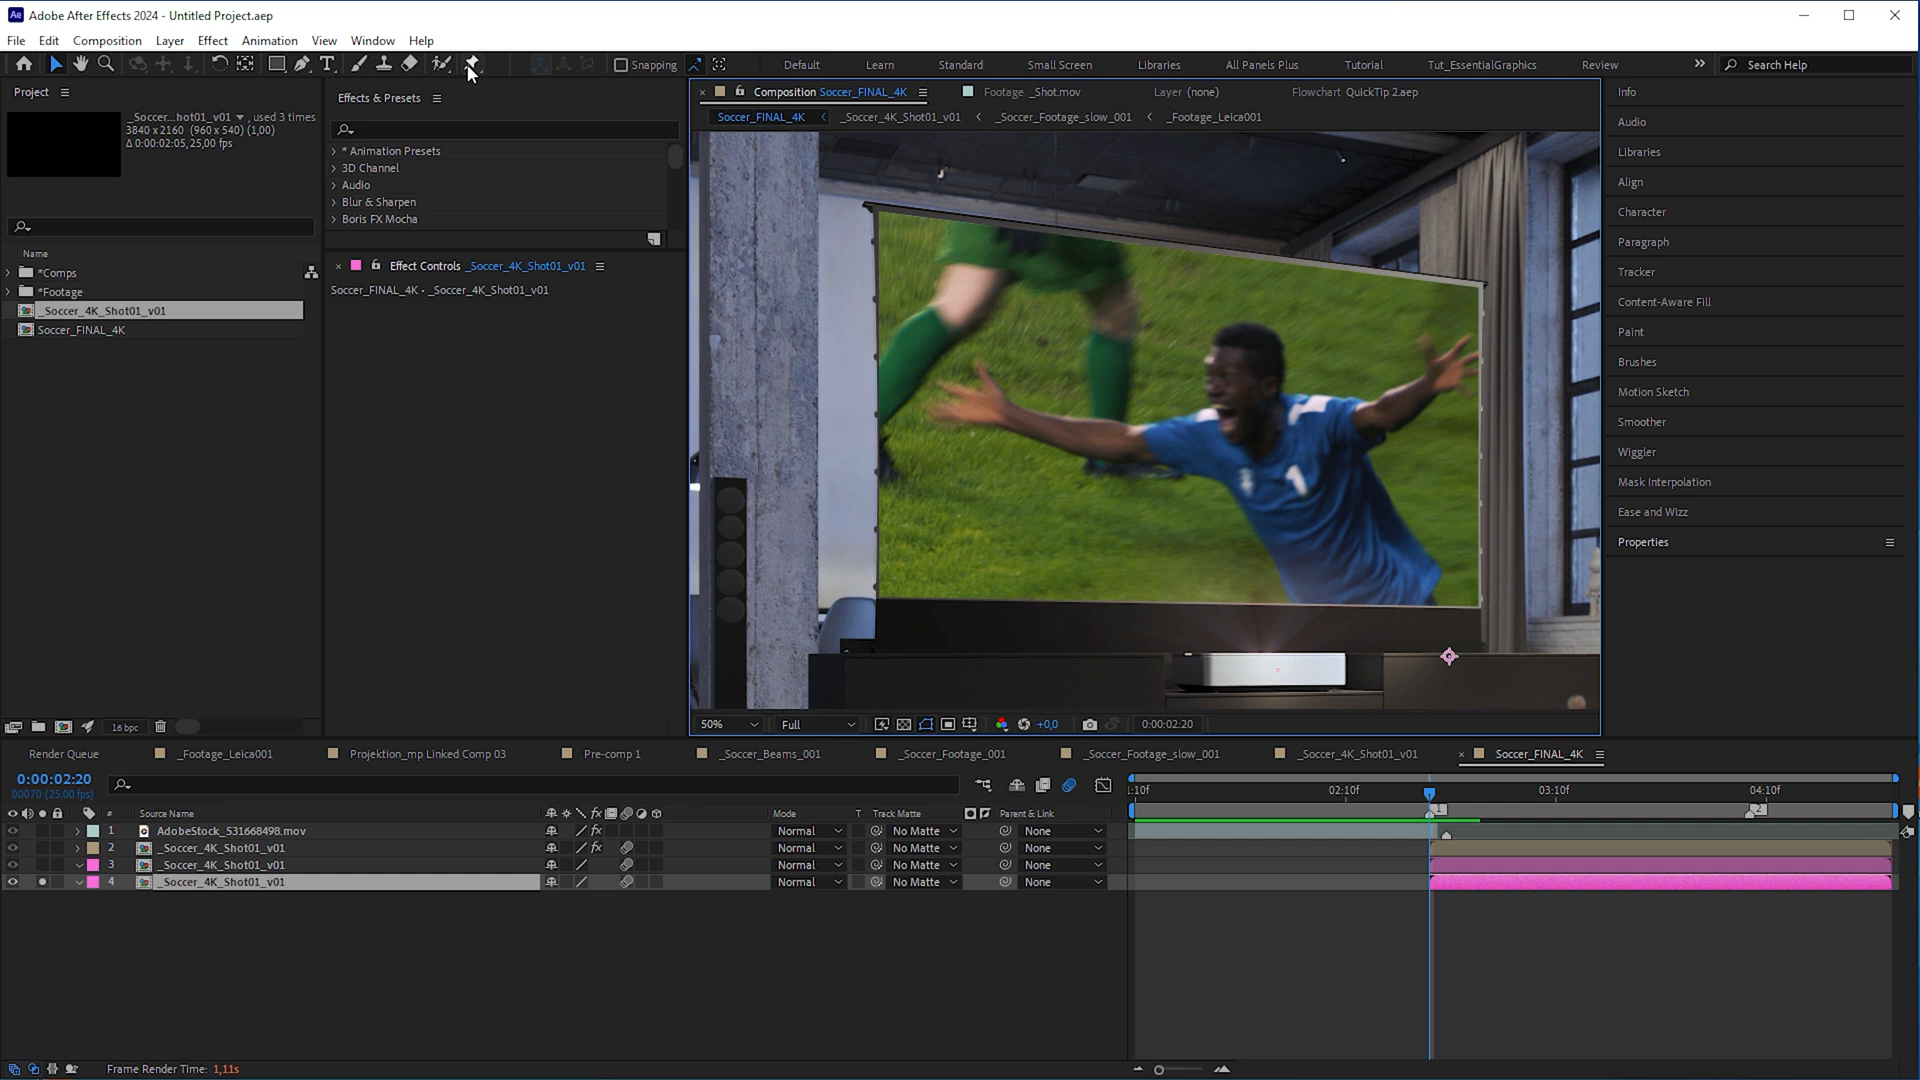 Ae Adobe After Effects 2024 - Untitled Project.aep
File Edit Composition Layer Effect Animation View Window Help
Snapping Default Learn Standard Small Screen Libraries All Panels Plus Tutorial Tut_EssentialGraphics Review » Search Help
Project
_Soccer...hot01_v01 , used 3 times
3840 x 2160 (960 x 540) (1,00)
Δ 0:00:02:05, 25,00 fps
Name
*Comps
*Footage
_Soccer_4K_Shot01_v01
Soccer_FINAL_4K
16 bpc
Effects & Presets
* Animation Presets
3D Channel
Audio
Blur & Sharpen
Boris FX Mocha
Effect Controls _Soccer_4K_Shot01_v01
Soccer_FINAL_4K • _Soccer_4K_Shot01_v01
Composition Soccer_FINAL_4K
Footage _Shot.mov
Layer (none)
Flowchart QuickTip 2.aep
Soccer_FINAL_4K _Soccer_4K_Shot01_v01 _Soccer_Footage_slow_001 _Footage_Leica001
1
50% Full +0,0 0:00:02:20
Info
Audio
Libraries
Align
Character
Paragraph
Tracker
Content-Aware Fill
Paint
Brushes
Motion Sketch
Smoother
Wiggler
Mask Interpolation
Ease and Wizz
Properties
Render Queue _Footage_Leica001 Projektion_mp Linked Comp 03 Pre-comp 1 _Soccer_Beams_001 _Soccer_Footage_001 _Soccer_Footage_slow_001 _Soccer_4K_Shot01_v01 Soccer_FINAL_4K
0:00:02:20
00070 (25.00 fps)
:10f 02:10f 03:10f 04:10f
1 2
# Source Name fx Mode T Track Matte Parent & Link
1 AdobeStock_531668498.mov fx Normal No Matte None
2 _Soccer_4K_Shot01_v01 fx Normal No Matte None
3 _Soccer_4K_Shot01_v01 Normal No Matte None
4 _Soccer_4K_Shot01_v01 Normal No Matte None
Frame Render Time: 1,11s